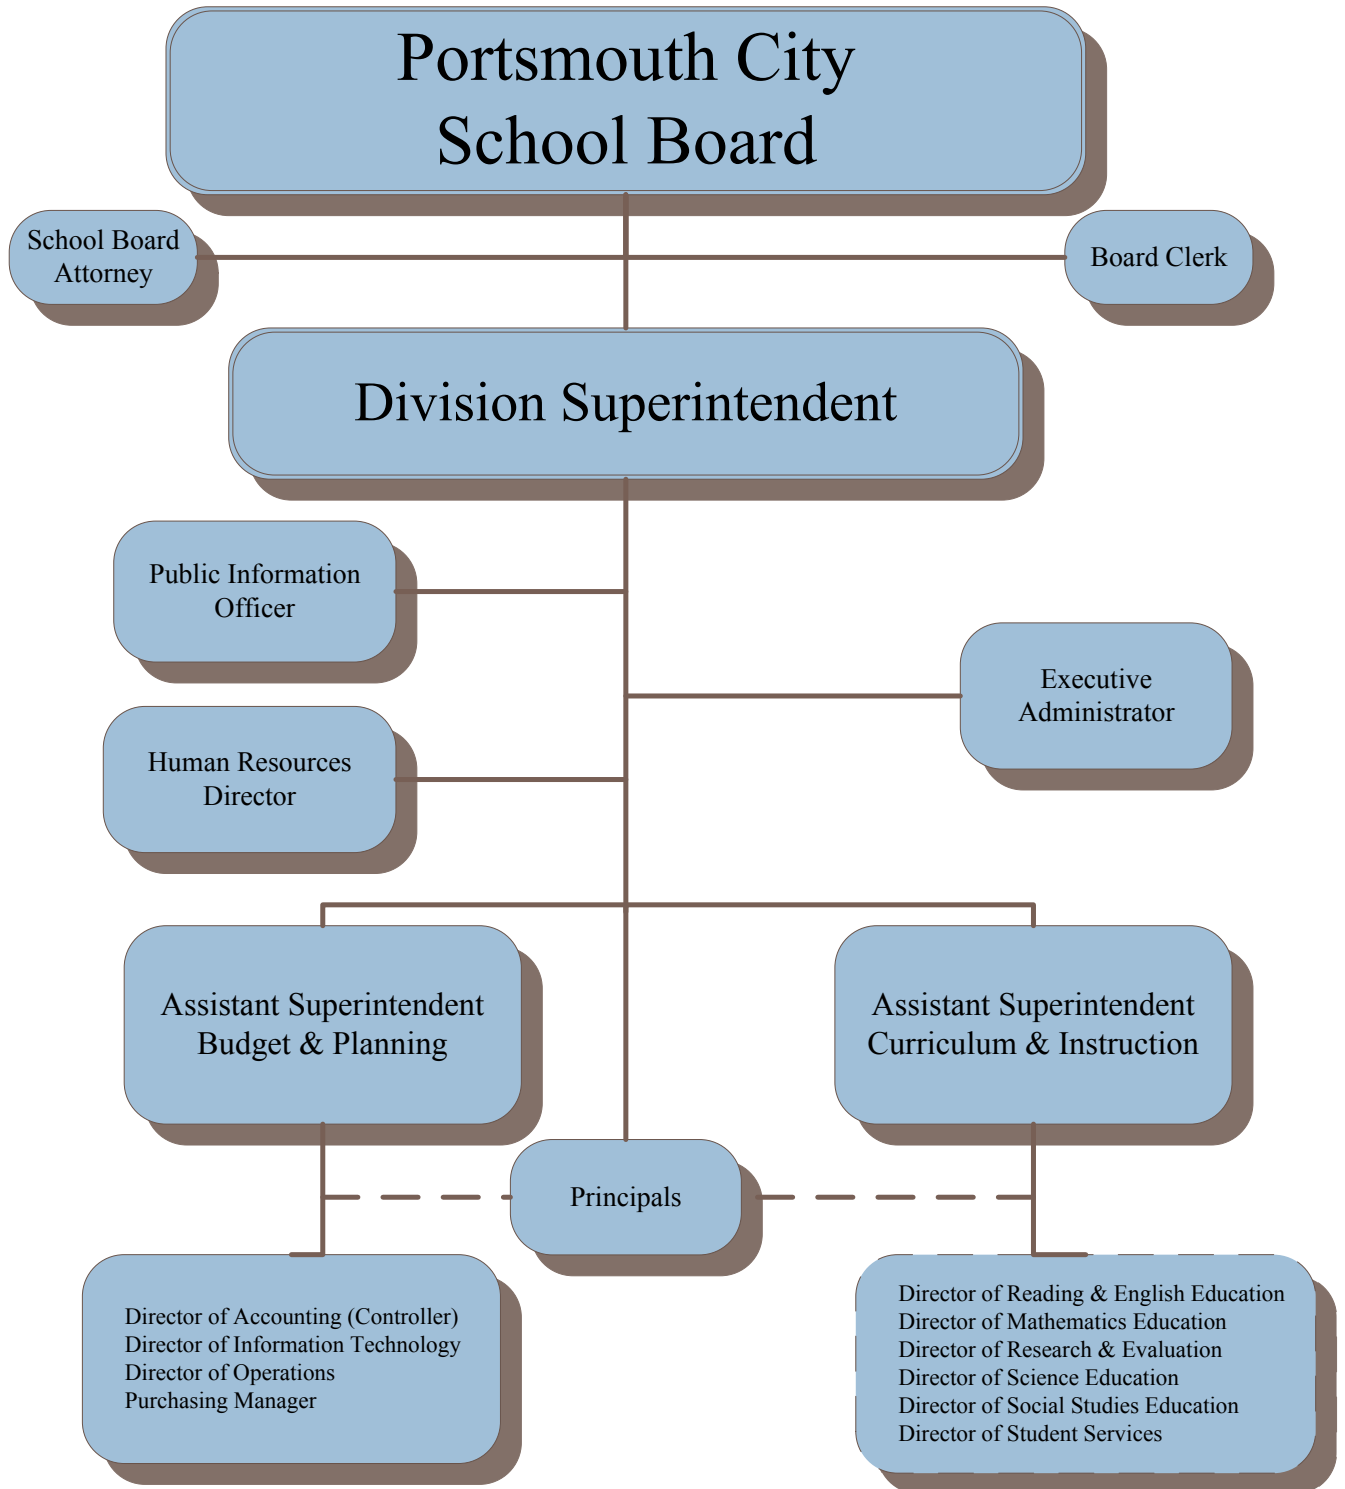 Portsmouth City
School Board
School Board
Attorney
Board Clerk
Division Superintendent
Public Information
Officer
Executive
Administrator
Human Resources
Director
Assistant Superintendent
Budget & Planning
Assistant Superintendent
Curriculum & Instruction
Principals
Director of Accounting (Controller)
Director of Information Technology
Director of Operations
Purchasing Manager
Director of Reading & English Education
Director of Mathematics Education
Director of Research & Evaluation
Director of Science Education
Director of Social Studies Education
Director of Student Services